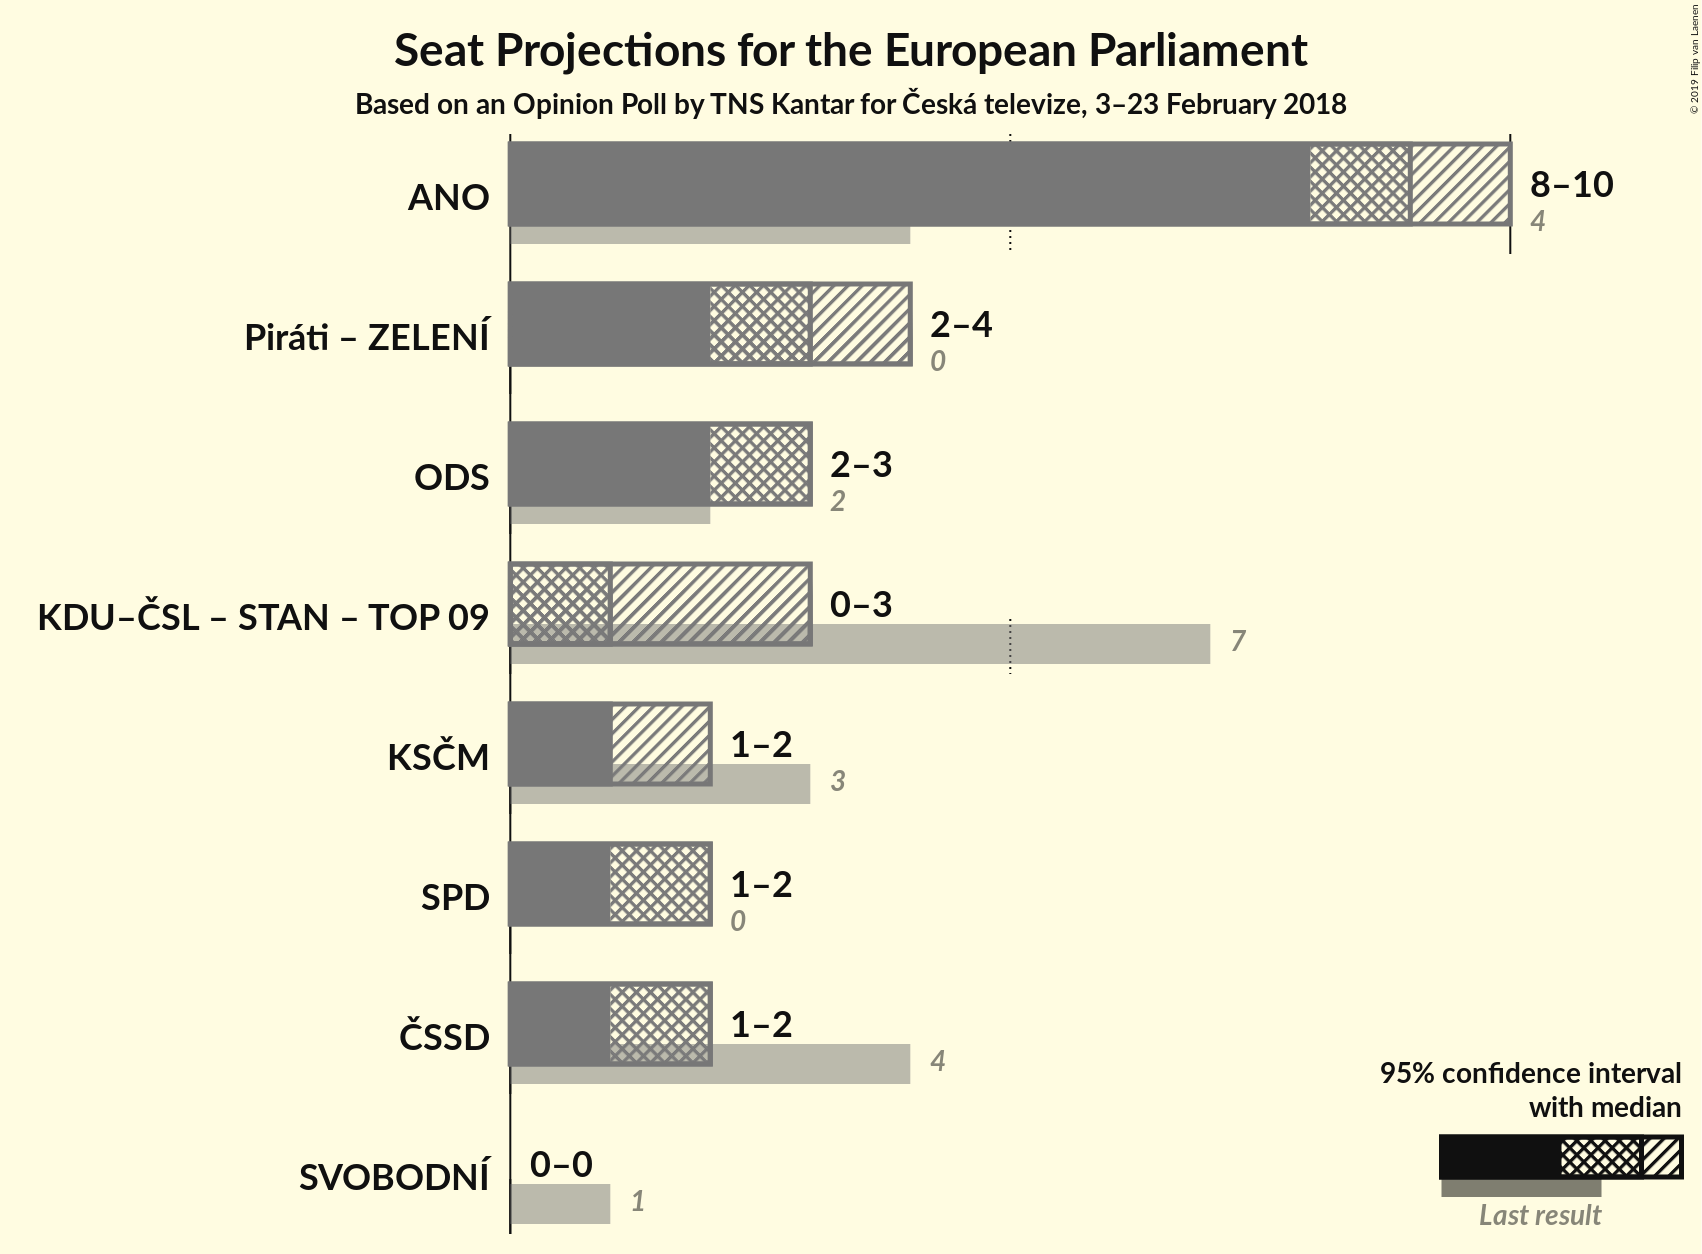 Seat Projections for the European Parliament
Based on an Opinion Poll by TNS Kantar for Česká televize, 3–23 February 2018
© 2019 Filip van Laenen
ANO
8–10
4
Piráti – ZELENÍ
2–4
0
ODS
2–3
2
KDU–ČSL – STAN – TOP 09
0–3
7
KSČM
1–2
3
SPD
1–2
0
ČSSD
1–2
4
SVOBODNÍ
0–0
1
95% confidence interval
with median
Last result